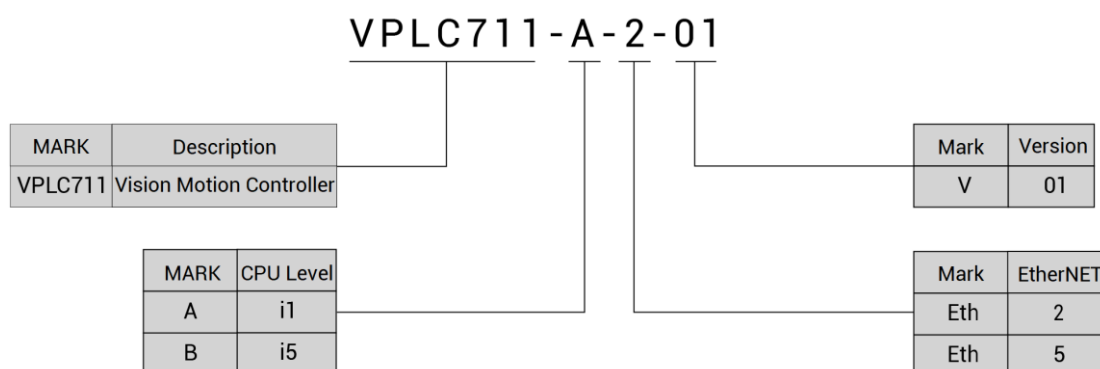 VPLC711-A-2-01
MARK Description
VPLC711 Vision Motion Controller
Mark Version
V 01
MARK CPU Level
A i1
B i5
Mark EtherNET
Eth 2
Eth 5